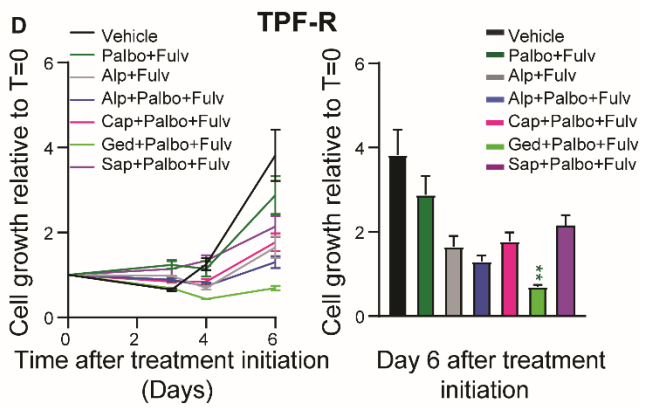 D
TPF-R
Cell growth relative to T=0
6
4
2
0
Vehicle
Palbo+Fulv
Alp+Fulv
Alp+Palbo+Fulv
Cap+Palbo+Fulv
Ged+Palbo+Fulv
Sap+Palbo+Fulv
0 2 4 6
Time after treatment initiation
(Days)
Cell growth relative to T=0
6
4
2
0
Vehicle
Palbo+Fulv
Alp+Fulv
Alp+Palbo+Fulv
Cap+Palbo+Fulv
Ged+Palbo+Fulv
Sap+Palbo+Fulv
**
Day 6 after treatment
initiation